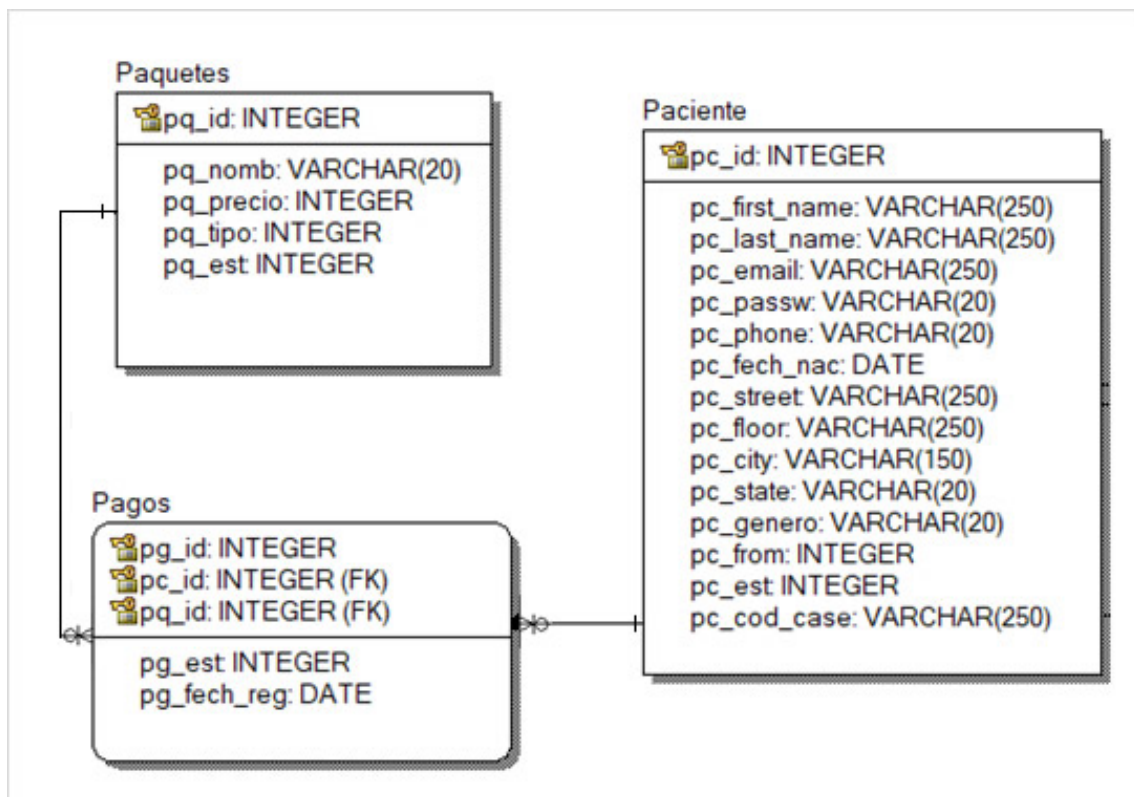 Paquetes
pq_id: INTEGER
pq_nomb: VARCHAR(20)
pq_precio: INTEGER
pq_tipo: INTEGER
pq_est: INTEGER
Paciente
pc_id: INTEGER
pc_first_name: VARCHAR(250)
pc_last_name: VARCHAR(250)
pc_email: VARCHAR(250)
pc_passw: VARCHAR(20)
pc_phone: VARCHAR(20)
pc_fech_nac: DATE
pc_street: VARCHAR(250)
pc_floor: VARCHAR(250)
pc_city: VARCHAR(150)
pc_state: VARCHAR(20)
pc_genero: VARCHAR(20)
pc_from: INTEGER
pc_est: INTEGER
pc_cod_case: VARCHAR(250)
Pagos
pg_id: INTEGER
pc_id: INTEGER (FK)
pq_id: INTEGER (FK)
pg_est: INTEGER
pg_fech_reg: DATE